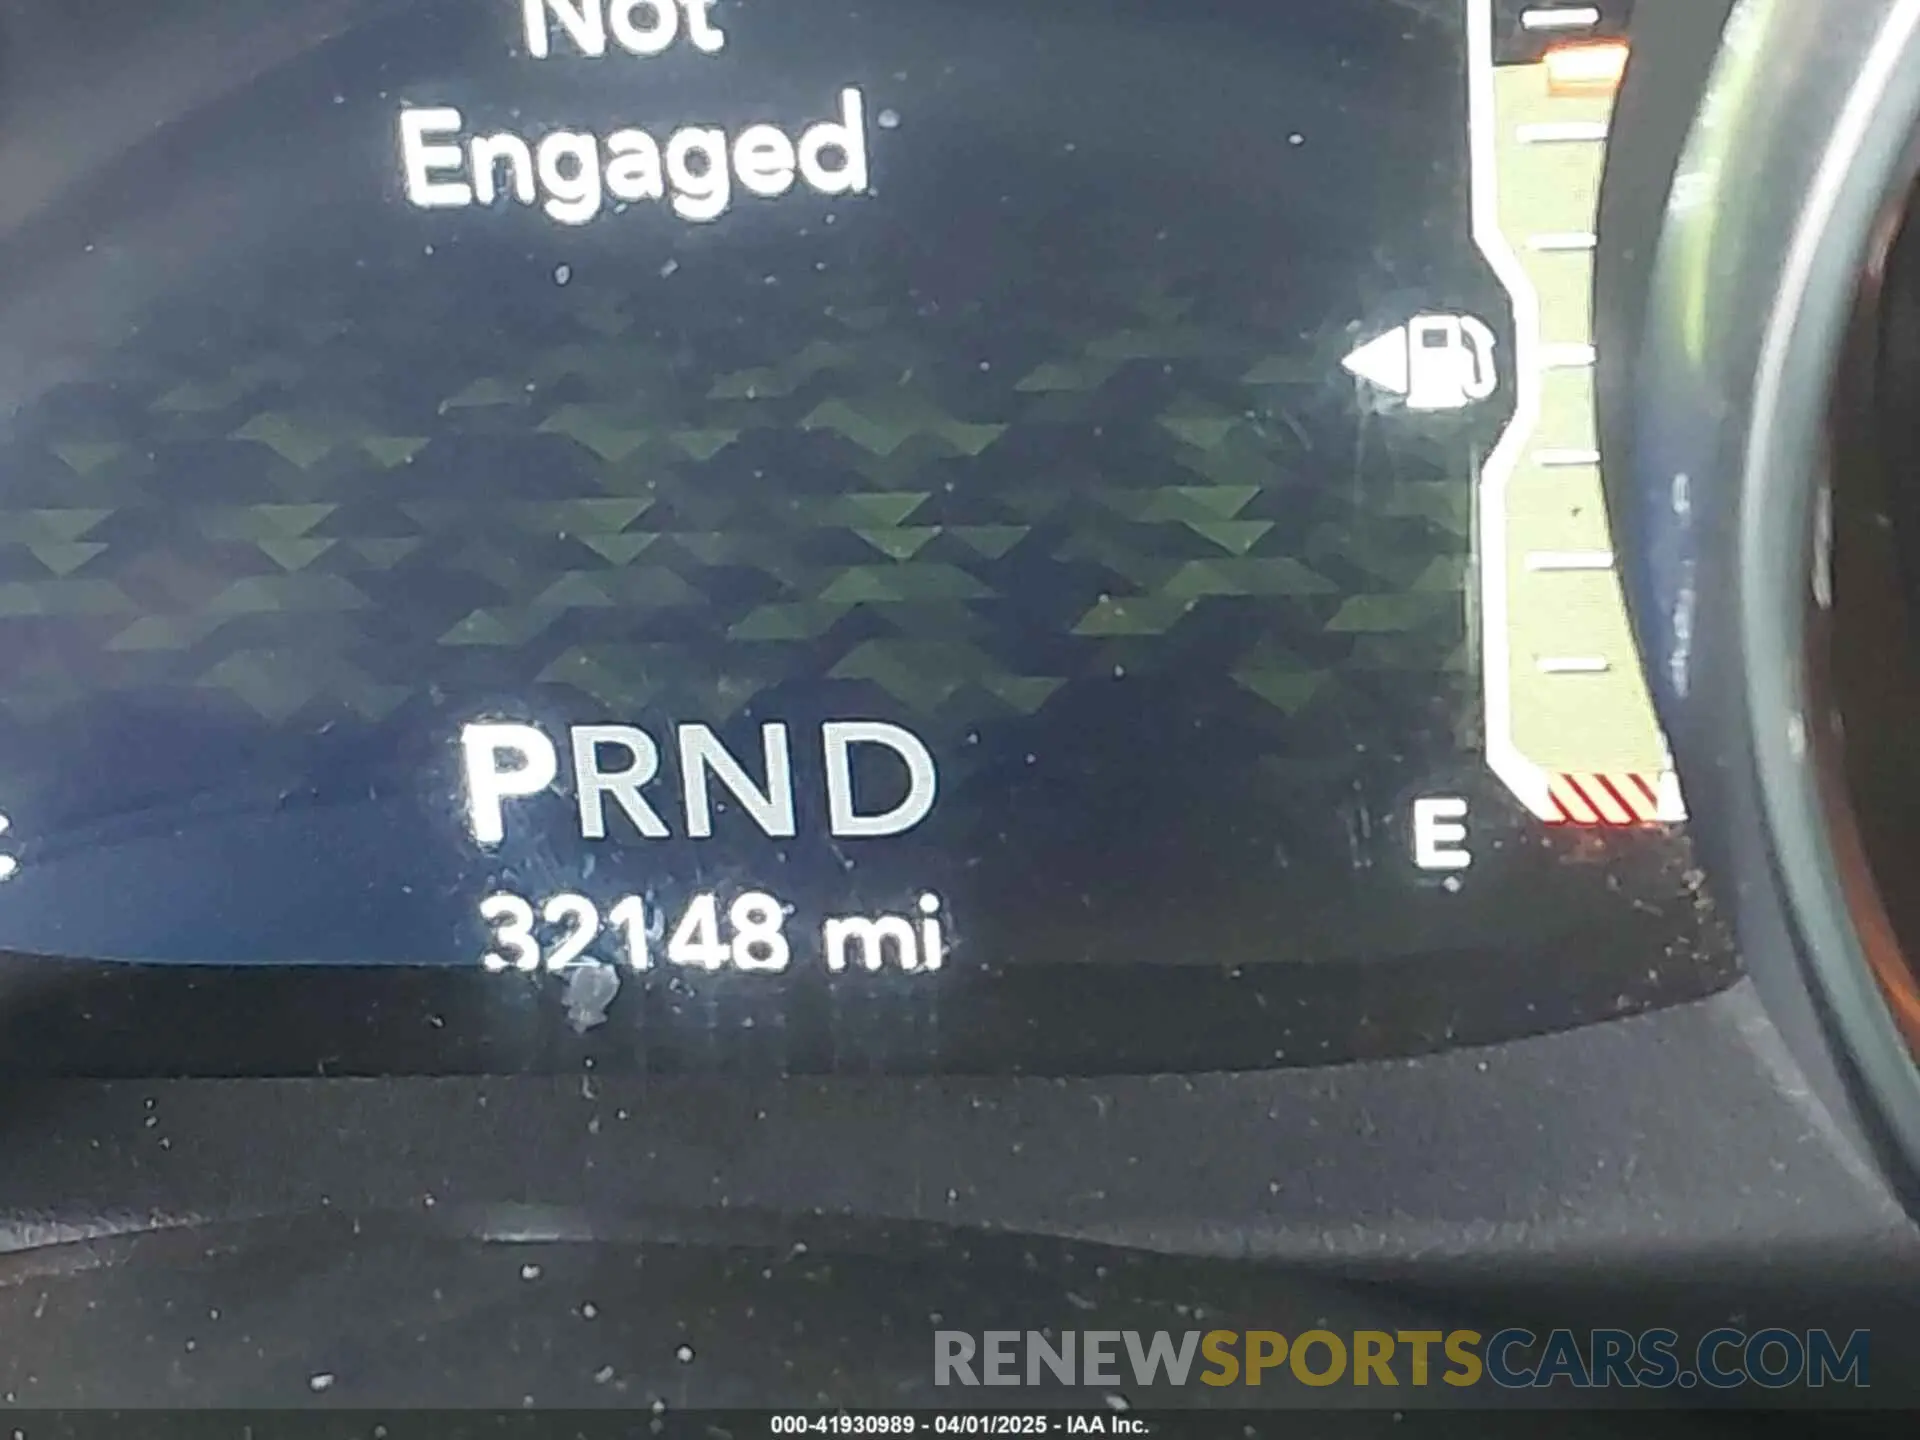 Not
Engaged
PRND
E
32148 mi
RENEWSPORTSCARS.COM
000-41930989 - 04/01/2025 - IAA Inc.